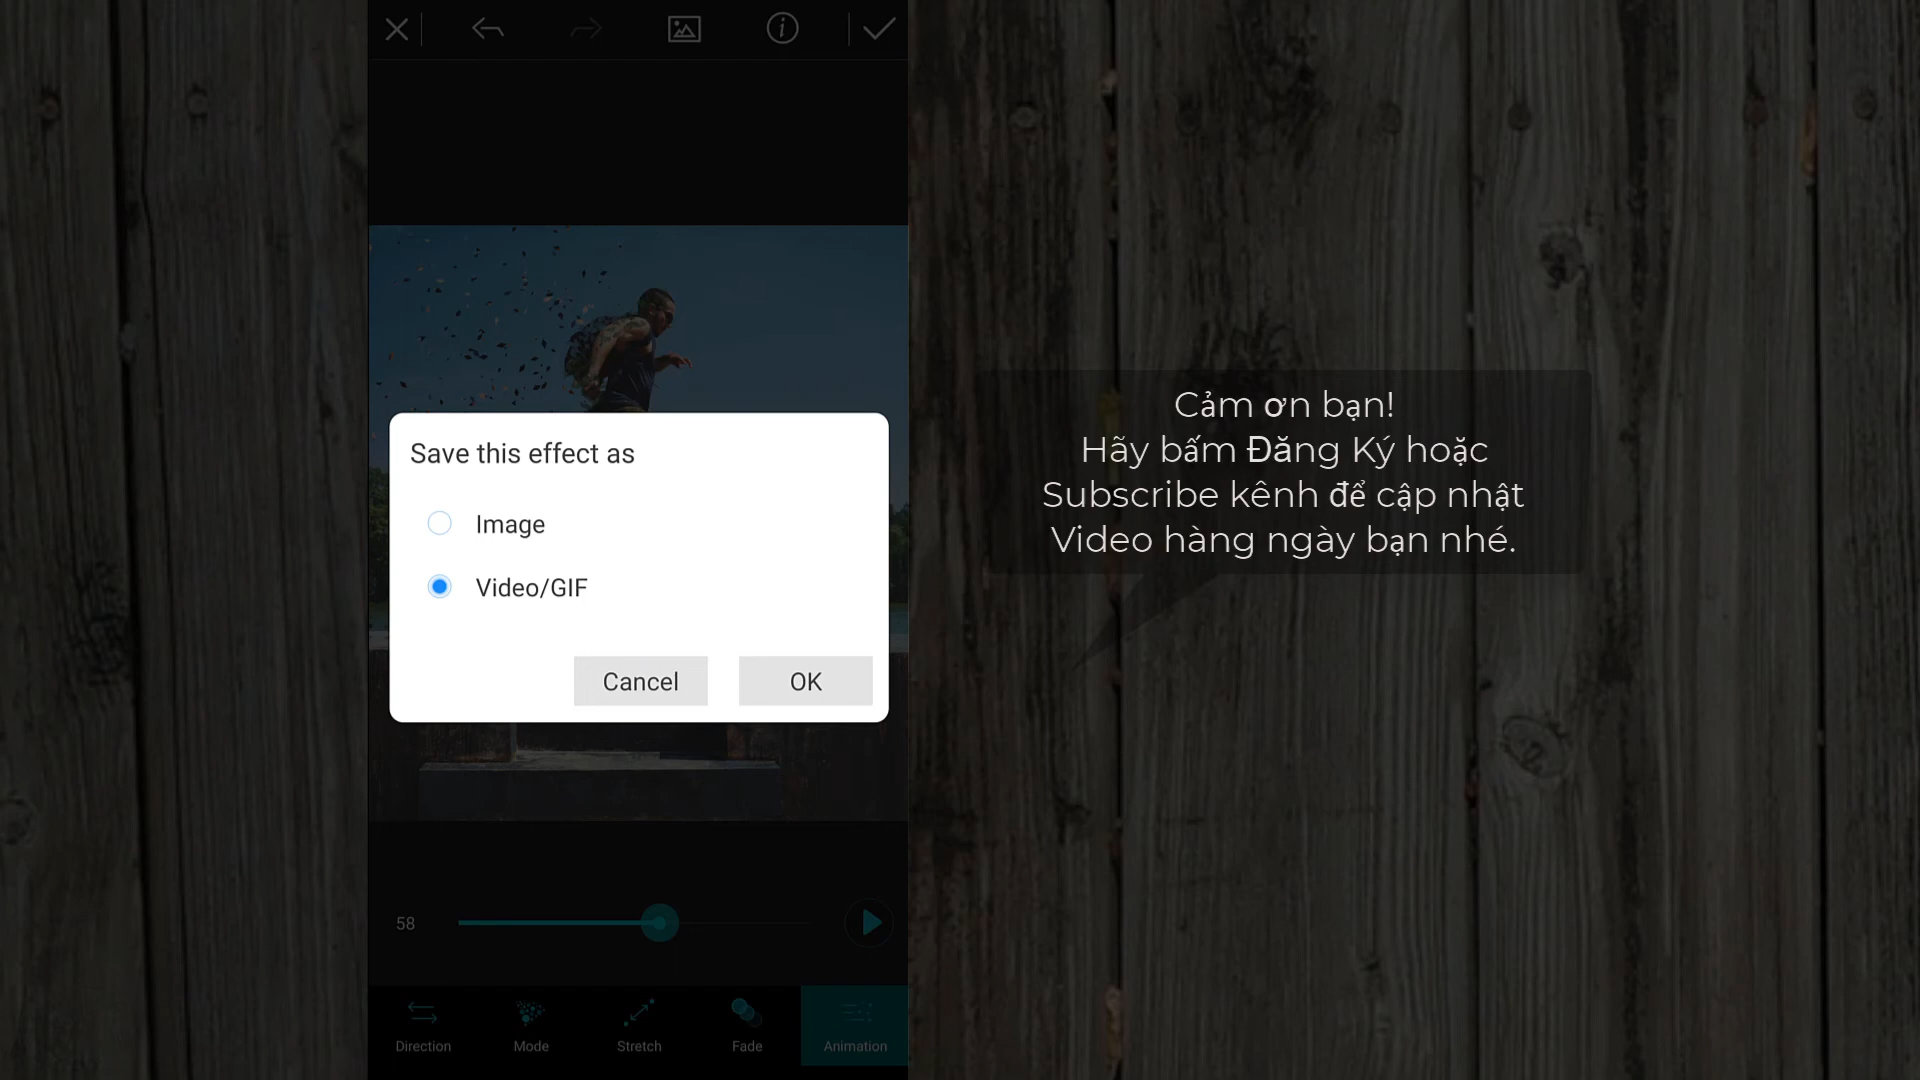 Save this effect as
Image
Video/GIF
Cancel
OK
58
Direction
Mode
Stretch
Fade
Animation
Cảm ơn bạn!
Hãy bấm Đăng Ký hoặc
Subscribe kênh để cập nhật
Video hàng ngày bạn nhé.